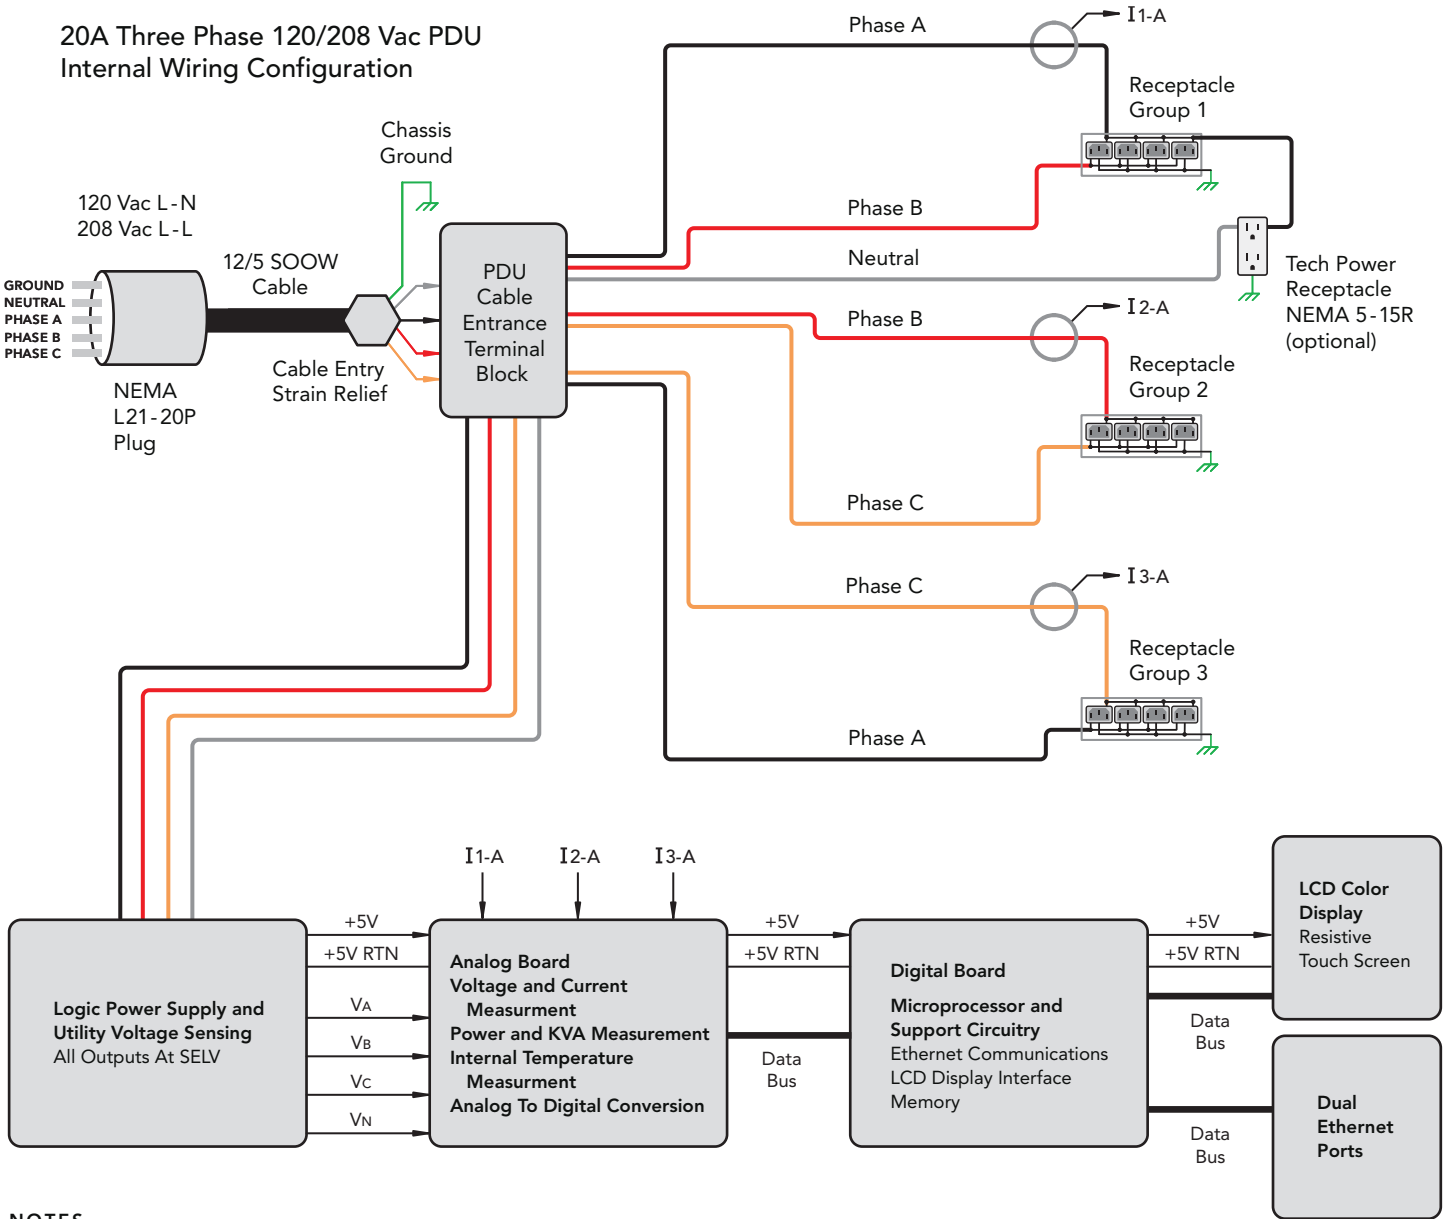 20A Three Phase 120/208 Vac PDU
Internal Wiring Configuration
Phase A
I1-A
Receptacle
Group 1
Chassis
Ground
120 Vac L-N
208 Vac L-L
12/5 SOOW
Cable
GROUND
NEUTRAL
PHASE A
PHASE B
PHASE C
NEMA
L21-20P
Plug
Cable Entry
Strain Relief
PDU
Cable
Entrance
Terminal
Block
Phase B
Neutral
Tech Power
Receptacle
NEMA 5-15R
(optional)
Phase B
I2-A
Receptacle
Group 2
Phase C
Phase C
I3-A
Receptacle
Group 3
Phase A
I1-A
I2-A
I3-A
Logic Power Supply and
Utility Voltage Sensing
All Outputs At SELV
+5V
+5V RTN
VA
VB
VC
VN
Analog Board
Voltage and Current
Measurment
Power and KVA Measurement
Internal Temperature
Measurment
Analog To Digital Conversion
+5V
+5V RTN
Data
Bus
Digital Board
Microprocessor and
Support Circuitry
Ethernet Communications
LCD Display Interface
Memory
+5V
+5V RTN
Data
Bus
Data
Bus
LCD Color
Display
Resistive
Touch Screen
Dual
Ethernet
Ports